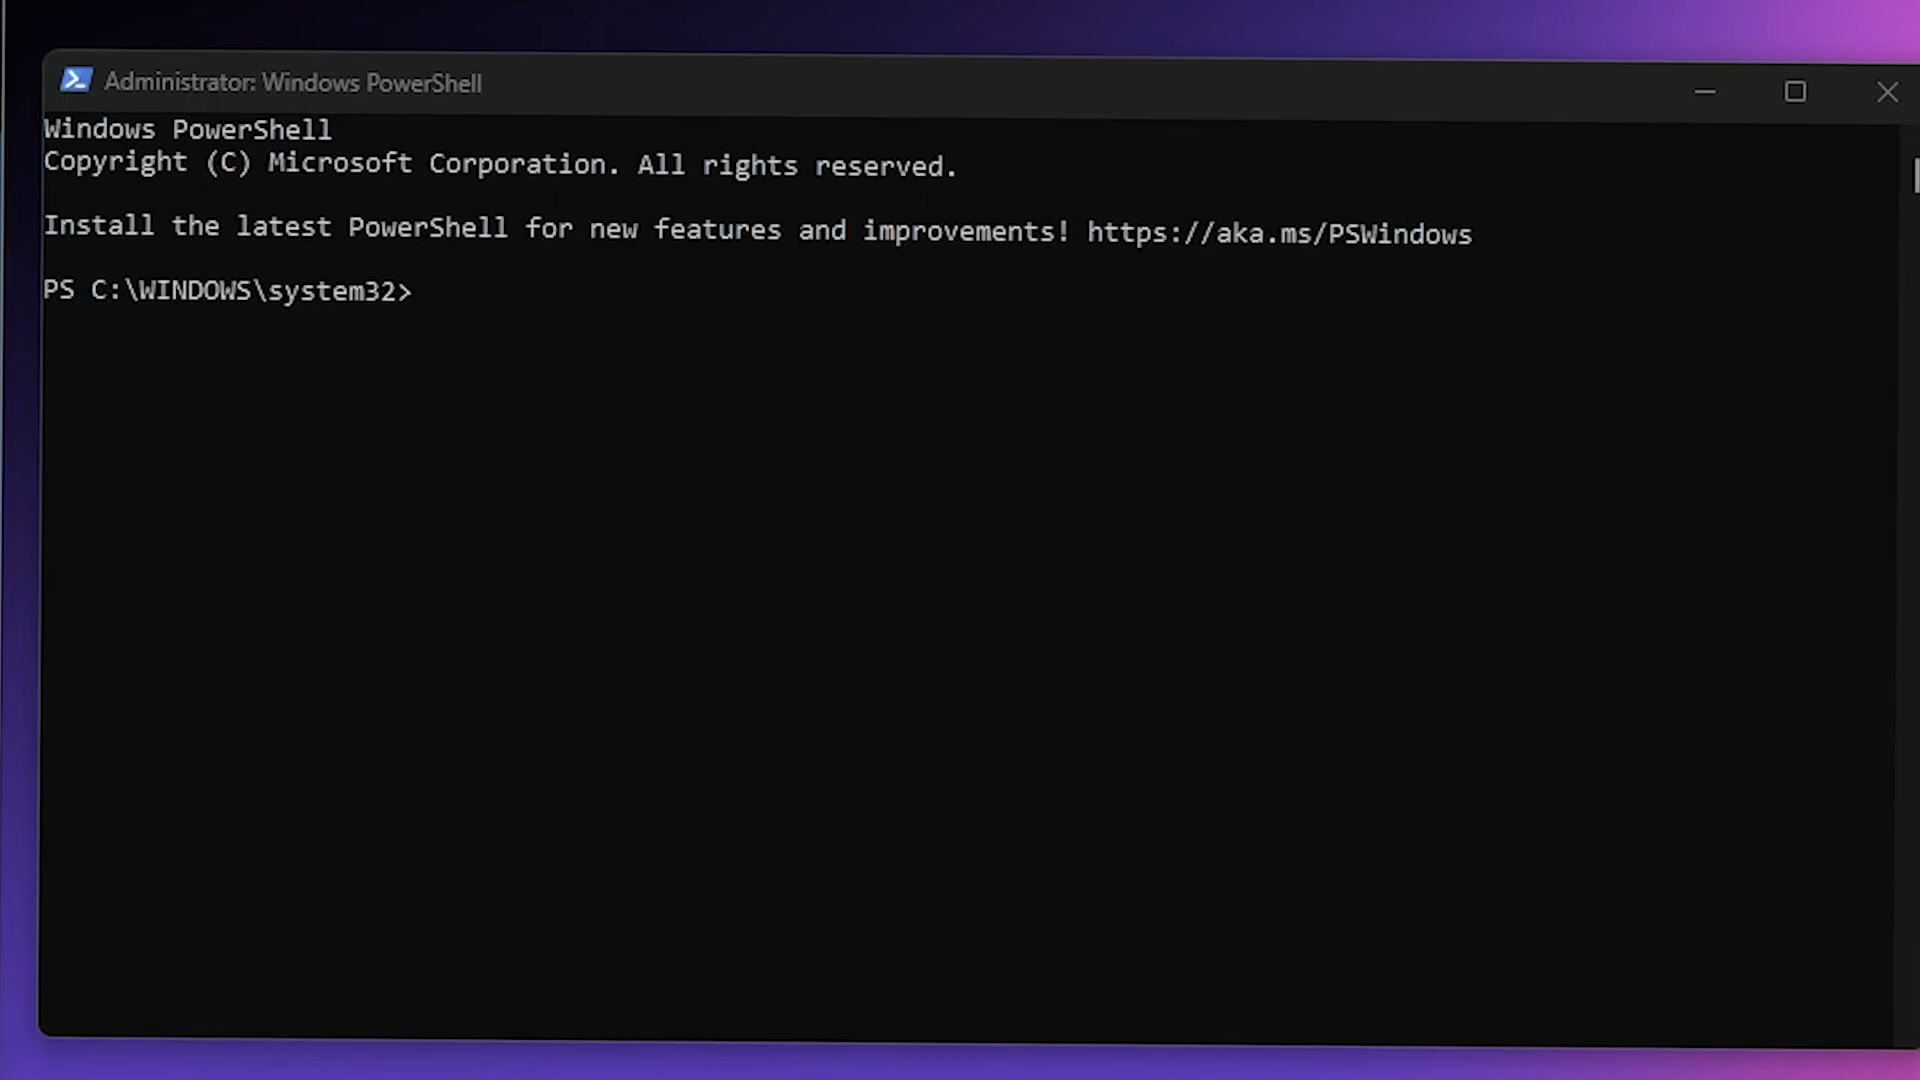 Administrator: Windows PowerShell
Windows PowerShell
Copyright (C) Microsoft Corporation. All rights reserved.
Install the latest PowerShell for new features and improvements! https://aka.ms/PSWindows
PS C:\WINDOWS\system32>